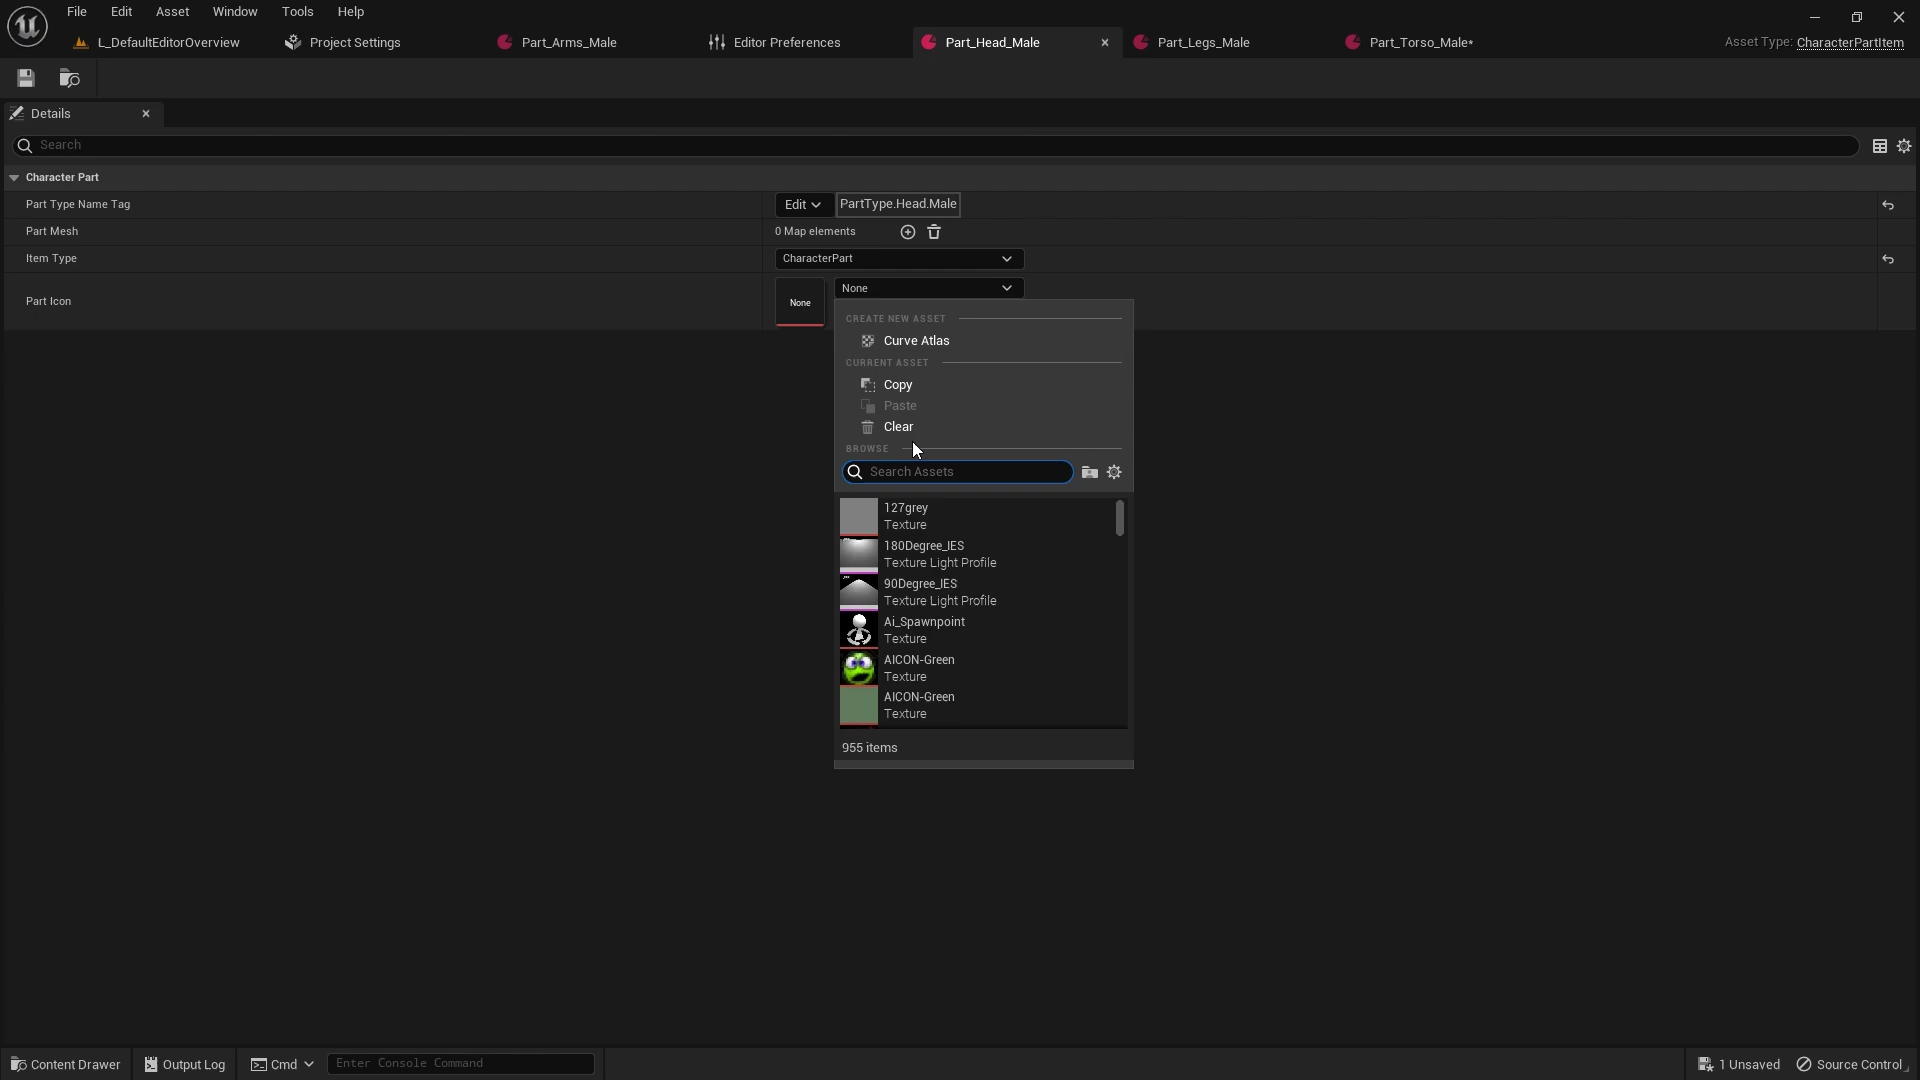 File Edit Asset Window Tools Help
L_DefaultEditorOverview Project Settings Part_Arms_Male Editor Preferences Part_Head_Male Part_Legs_Male Part_Torso_Male* Asset Type: CharacterPartItem
Details
Search
Character Part
Part Type Name Tag Edit PartType.Head.Male
Part Mesh 0 Map elements
Item Type CharacterPart
Part Icon None None
CREATE NEW ASSET
Curve Atlas
CURRENT ASSET
Copy
Paste
Clear
BROWSE
Search Assets
127grey
Texture
180Degree_IES
Texture Light Profile
90Degree_IES
Texture Light Profile
Ai_Spawnpoint
Texture
AICON-Green
Texture
AICON-Green
Texture
955 items
Content Drawer Output Log Cmd Enter Console Command 1 Unsaved Source Control